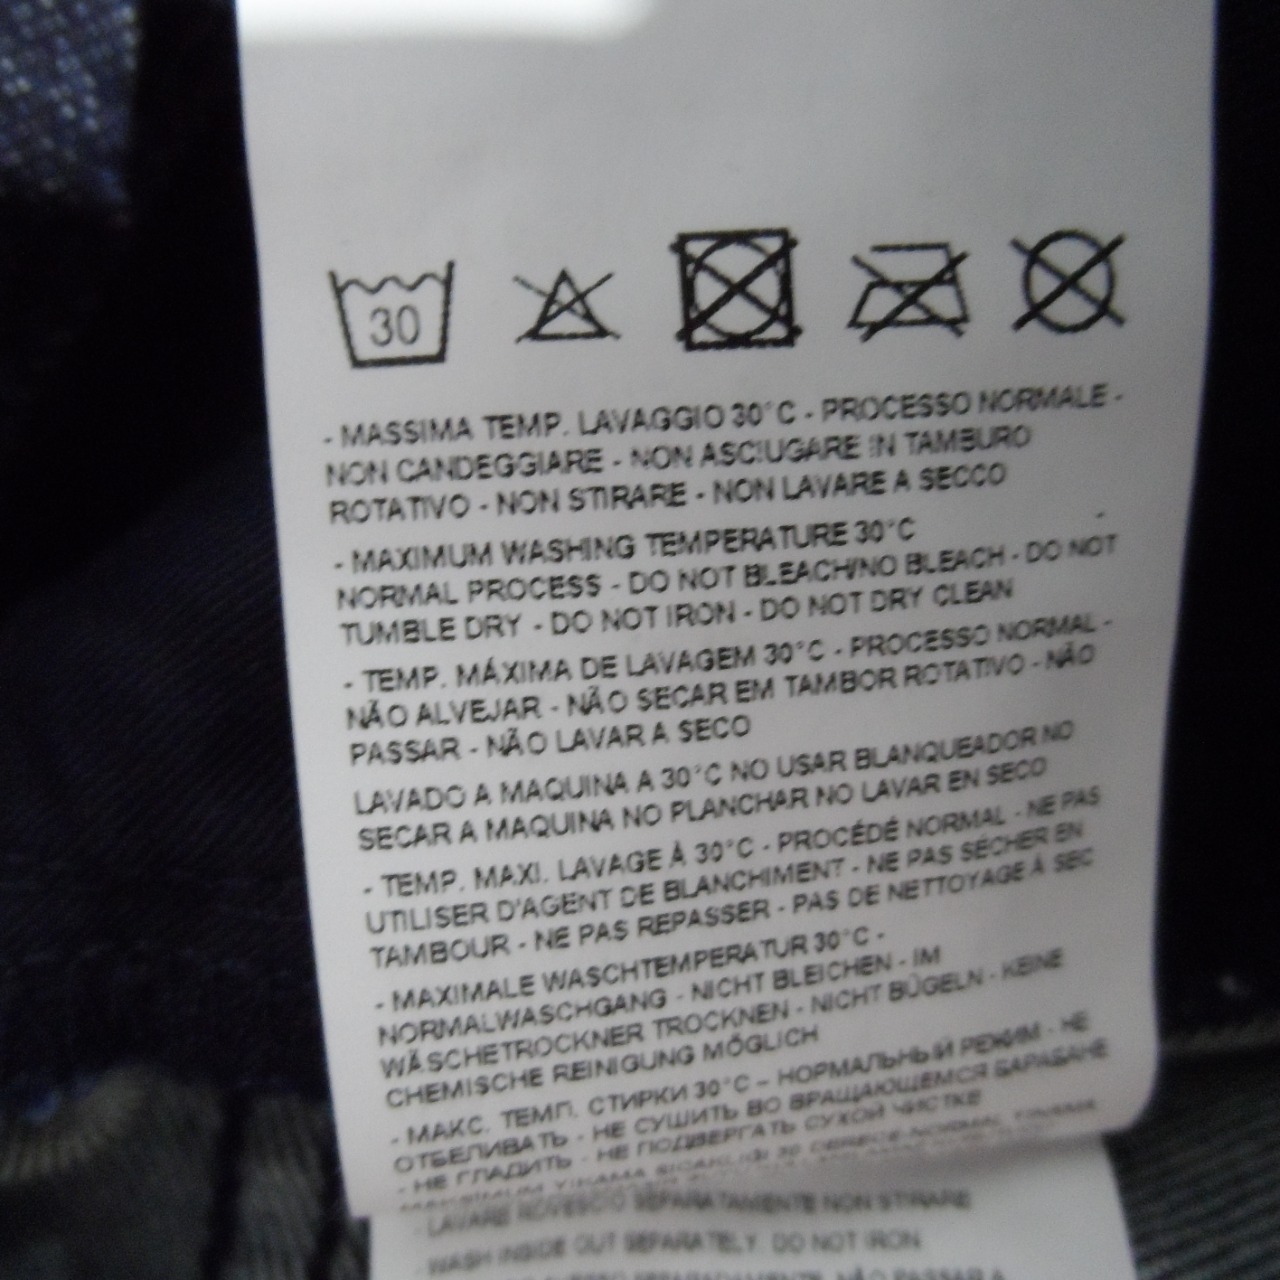 30
- MASSIMA TEMP. LAVAGGIO 30°C - PROCESSO NORMALE -
NON CANDEGGIARE - NON ASCIUGARE IN TAMBURO
ROTATIVO - NON STIRARE - NON LAVARE A SECCO
- MAXIMUM WASHING TEMPERATURE 30°C -
NORMAL PROCESS - DO NOT BLEACH/NO BLEACH - DO NOT
TUMBLE DRY - DO NOT IRON - DO NOT DRY CLEAN
- TEMP. MÁXIMA DE LAVAGEM 30°C - PROCESSO NORMAL -
NÃO ALVEJAR - NÃO SECAR EM TAMBOR ROTATIVO - NÃO
PASSAR - NÃO LAVAR A SECO
LAVADO A MAQUINA A 30°C NO USAR BLANQUEADOR NO
SECAR A MAQUINA NO PLANCHAR NO LAVAR EN SECO
- TEMP. MAXI. LAVAGE À 30°C - PROCÉDÉ NORMAL - NE PAS
UTILISER D'AGENT DE BLANCHIMENT - NE PAS SÉCHER EN
TAMBOUR - NE PAS REPASSER - PAS DE NETTOYAGE À SEC
- MAXIMALE WASCHTEMPERATUR 30°C -
NORMALWASCHGANG - NICHT BLEICHEN - IM
WÄSCHETROCKNER TROCKNEN - NICHT BÜGELN - KEINE
CHEMISCHE REINIGUNG MÖGLICH
- МАКС. ТЕМП. СТИРКИ 30°C – НОРМАЛЬНЫЙ РЕЖИМ - НЕ
ОТБЕЛИВАТЬ - НЕ СУШИТЬ ВО ВРАЩАЮЩЕМСЯ БАРАБАНЕ
- НЕ ГЛАДИТЬ - НЕ ПОДВЕРГАТЬ СУХОЙ ЧИСТКЕ
- LAVARE ROVESCIO SEPARATAMENTE NON STIRARE
- WASH INSIDE OUT SEPARATELY. DO NOT IRON